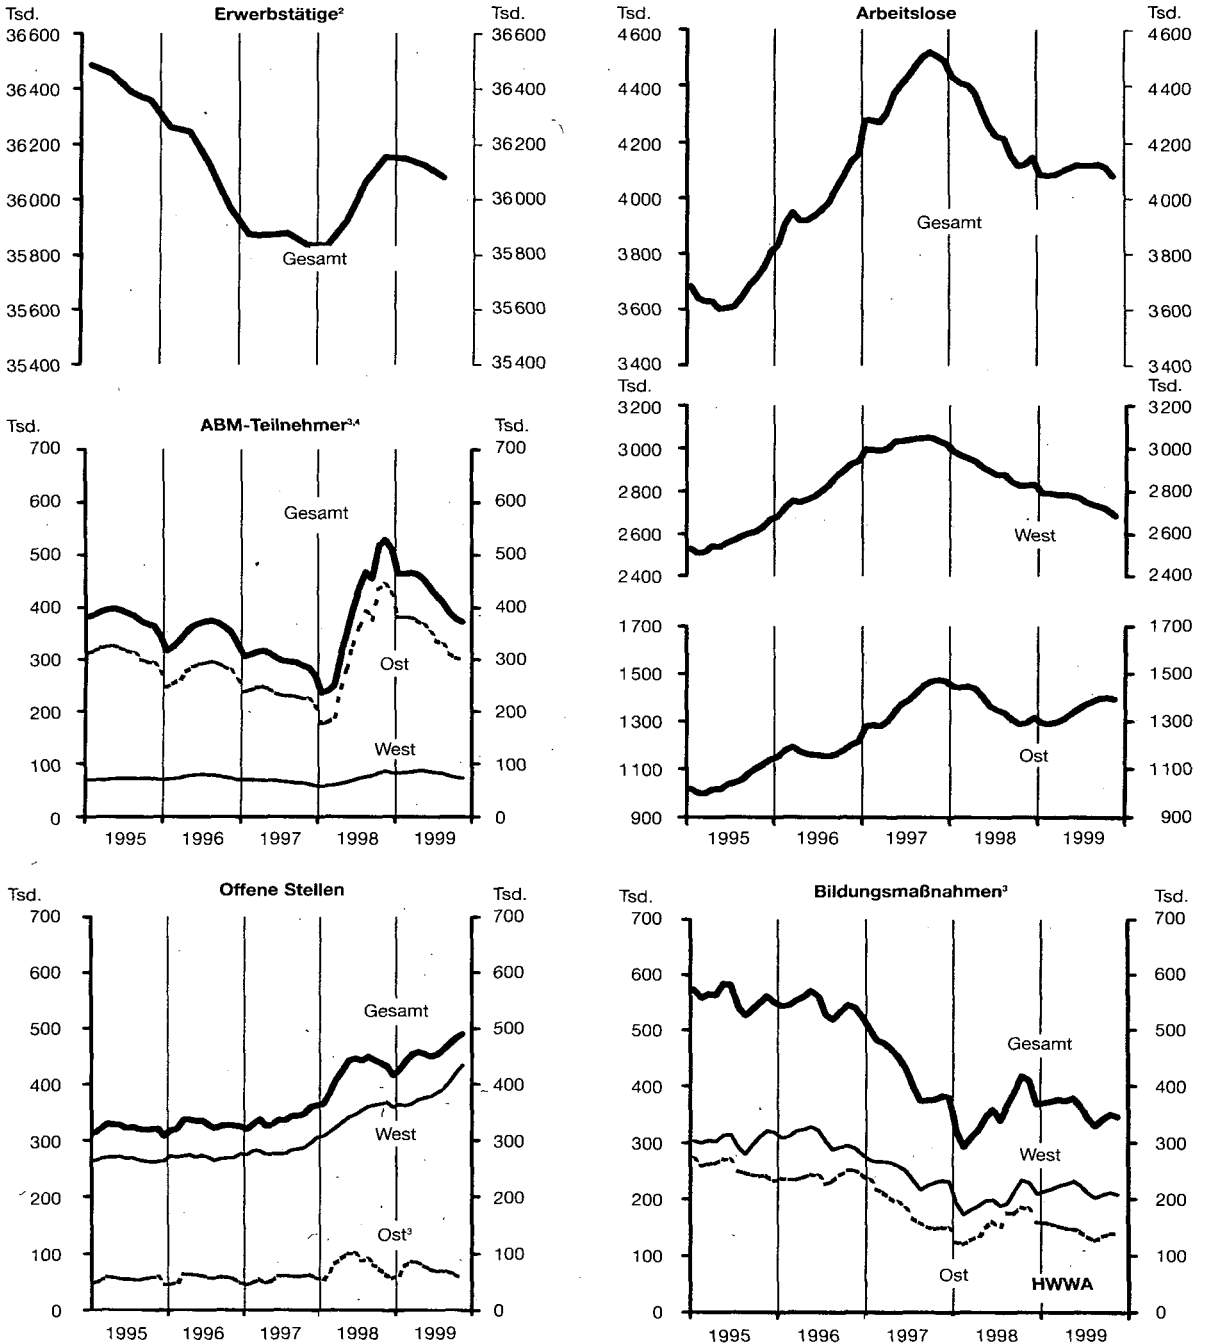 Erwerbstätige²
Tsd. Tsd.
36600 36600
36400 36400
36200 36200
36000 36000
35800 35800
35600 35600
35400 35400
Gesamt
Arbeitslose
Tsd. Tsd.
4600 4600
4400 4400
4200 4200
4000 4000
3800 3800
3600 3600
3400 3400
Gesamt
Tsd. Tsd.
3200 3200
3000 3000
2800 2800
2600 2600
2400 2400
West
1700 1700
1500 1500
1300 1300
1100 1100
900 900
Ost
1995 1996 1997 1998 1999
ABM-Teilnehmer³,⁴
Tsd. Tsd.
700 700
600 600
500 500
400 400
300 300
200 200
100 100
0 0
Gesamt
Ost
West
1995 1996 1997 1998 1999
Offene Stellen
Tsd. Tsd.
700 700
600 600
500 500
400 400
300 300
200 200
100 100
0 0
Gesamt
West
Ost³
1995 1996 1997 1998 1999
Bildungsmaßnahmen³
Tsd. Tsd.
700 700
600 600
500 500
400 400
300 300
200 200
100 100
0 0
Gesamt
West
Ost
HWWA
1995 1996 1997 1998 1999